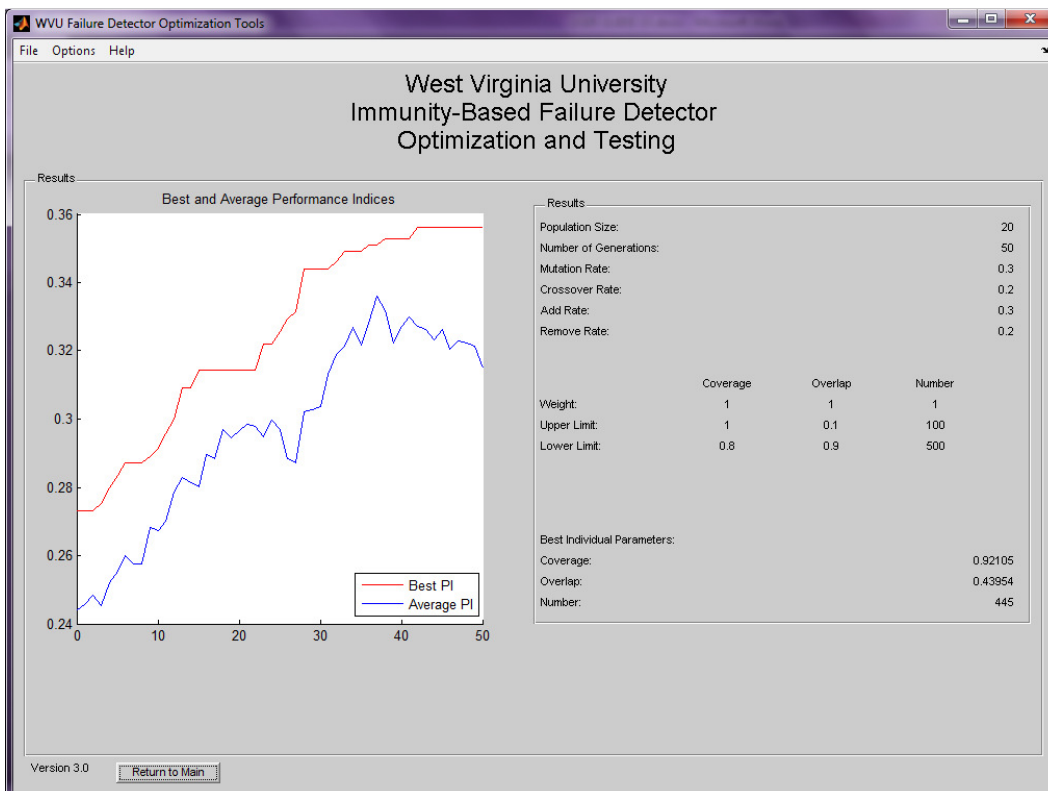 WVU Failure Detector Optimization Tools
File Options Help
West Virginia University
Immunity-Based Failure Detector
Optimization and Testing
Results
Best and Average Performance Indices
0.36
0.34
0.32
0.3
0.28
0.26
0.24
0 10 20 30 40 50
Best PI
Average PI
Results
Population Size: 20
Number of Generations: 50
Mutation Rate: 0.3
Crossover Rate: 0.2
Add Rate: 0.3
Remove Rate: 0.2
Coverage Overlap Number
Weight: 1 1 1
Upper Limit: 1 0.1 100
Lower Limit: 0.8 0.9 500
Best Individual Parameters:
Coverage: 0.92105
Overlap: 0.43954
Number: 445
Version 3.0 Return to Main